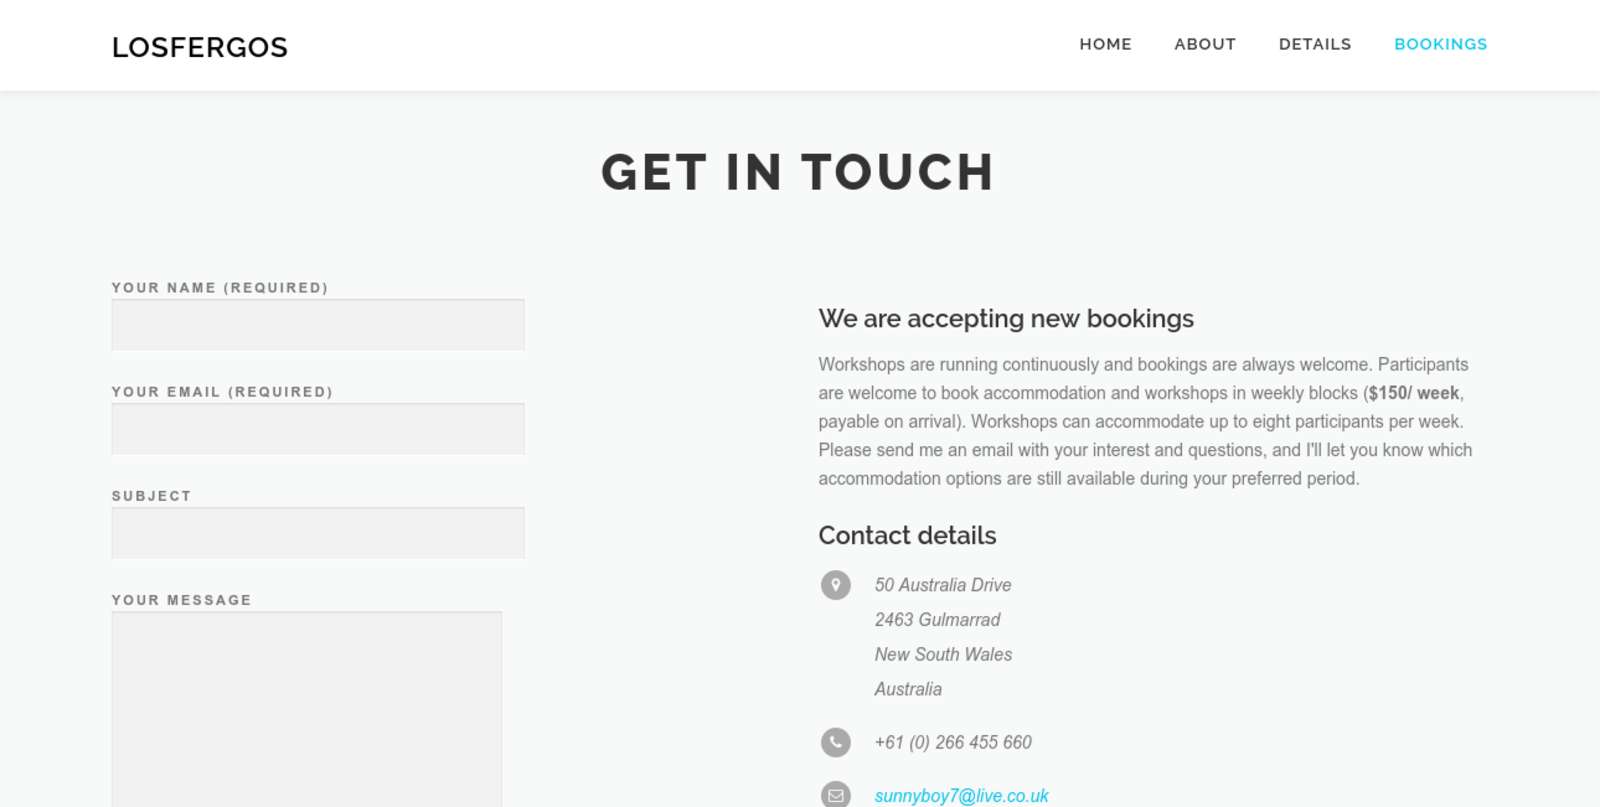 LOSFERGOS
HOME ABOUT DETAILS BOOKINGS
GET IN TOUCH
YOUR NAME (REQUIRED)
YOUR EMAIL (REQUIRED)
SUBJECT
YOUR MESSAGE
We are accepting new bookings
Workshops are running continuously and bookings are always welcome. Participants
are welcome to book accommodation and workshops in weekly blocks ($150/ week,
payable on arrival). Workshops can accommodate up to eight participants per week.
Please send me an email with your interest and questions, and I'll let you know which
accommodation options are still available during your preferred period.
Contact details
50 Australia Drive
2463 Gulmarrad
New South Wales
Australia
+61 (0) 266 455 660
sunnyboy7@live.co.uk